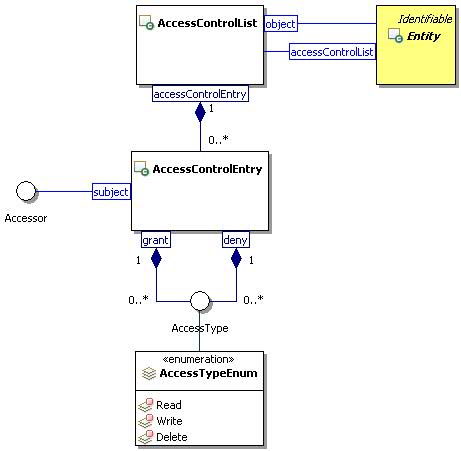 AccessControlList
object
Identifiable
Entity
accessControlList
accessControlEntry
1
0..*
AccessControlEntry
subject
Accessor
grant
deny
1
1
0..*
0..*
AccessType
«enumeration»
AccessTypeEnum
Read
Write
Delete